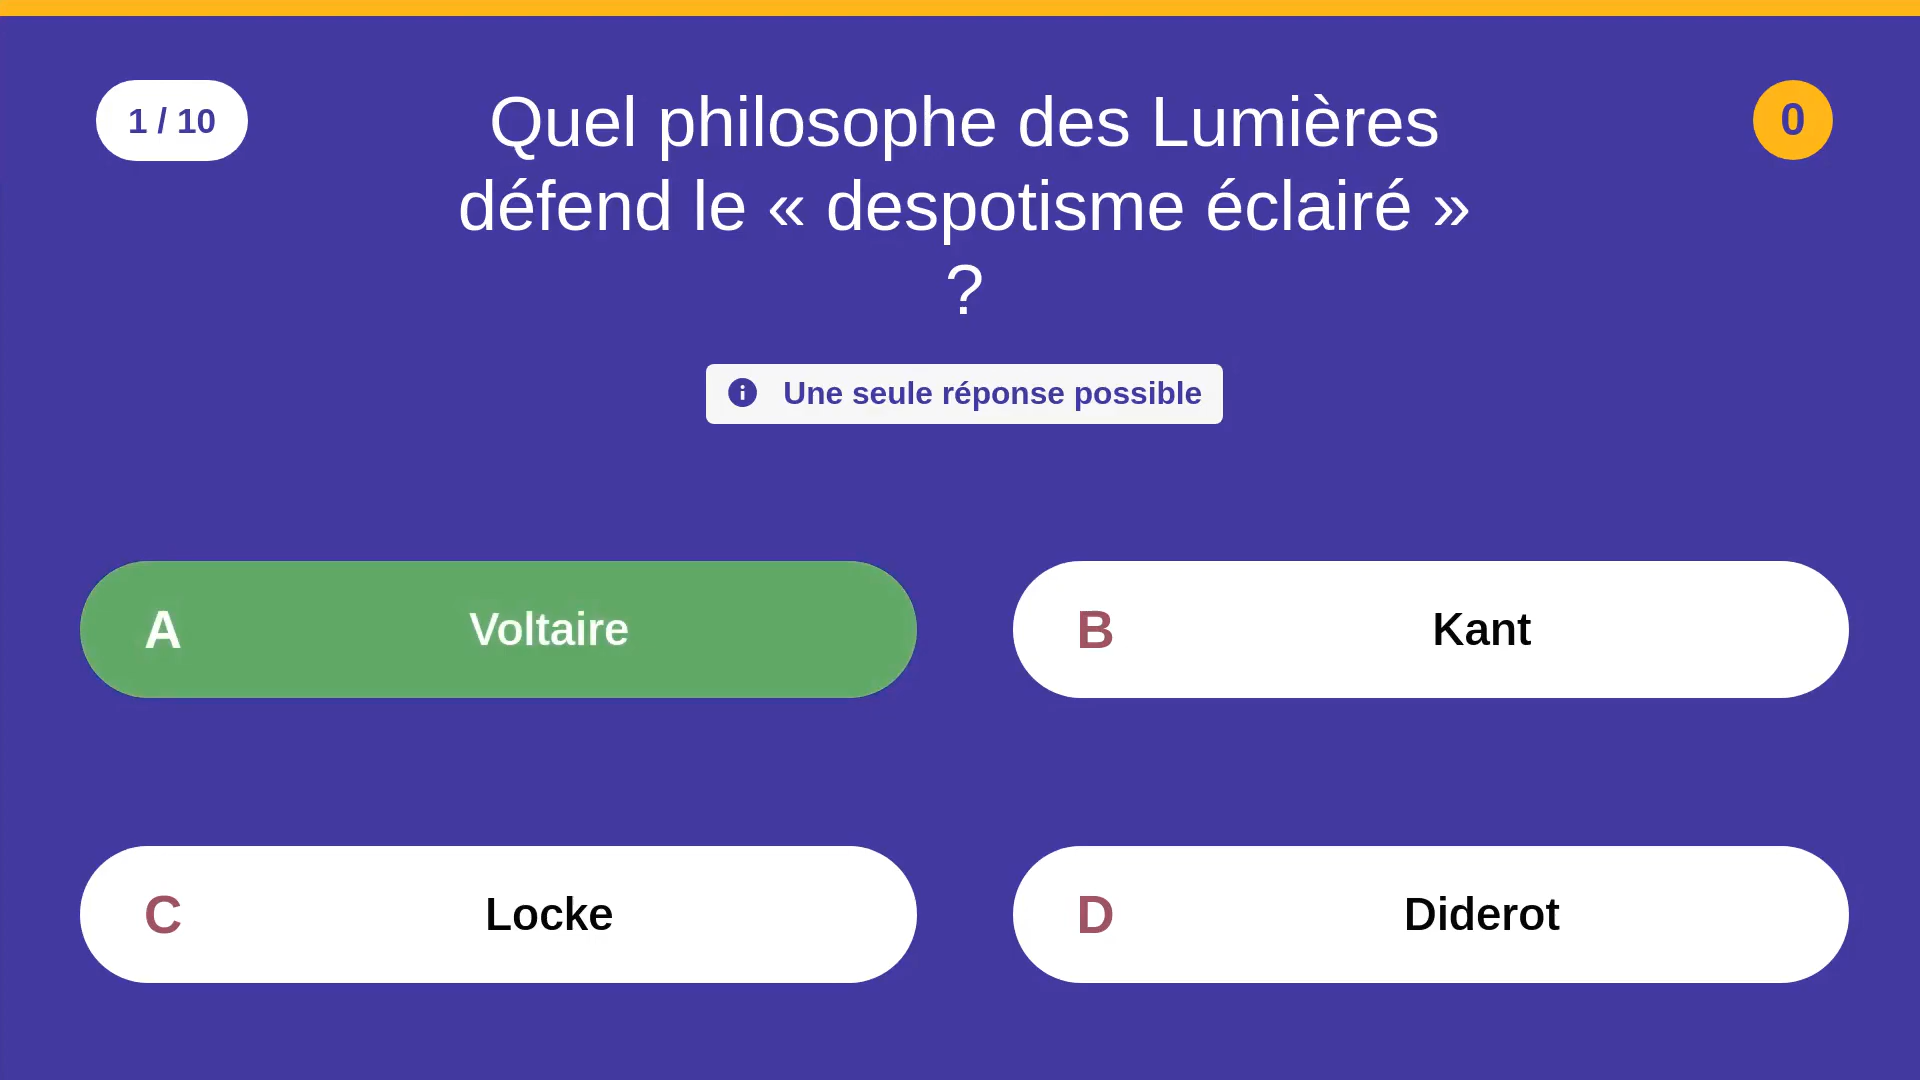 1 / 10
Quel philosophe des Lumières
défend le « despotisme éclairé »
?
0
Une seule réponse possible
A Voltaire
B Kant
C Locke
D Diderot